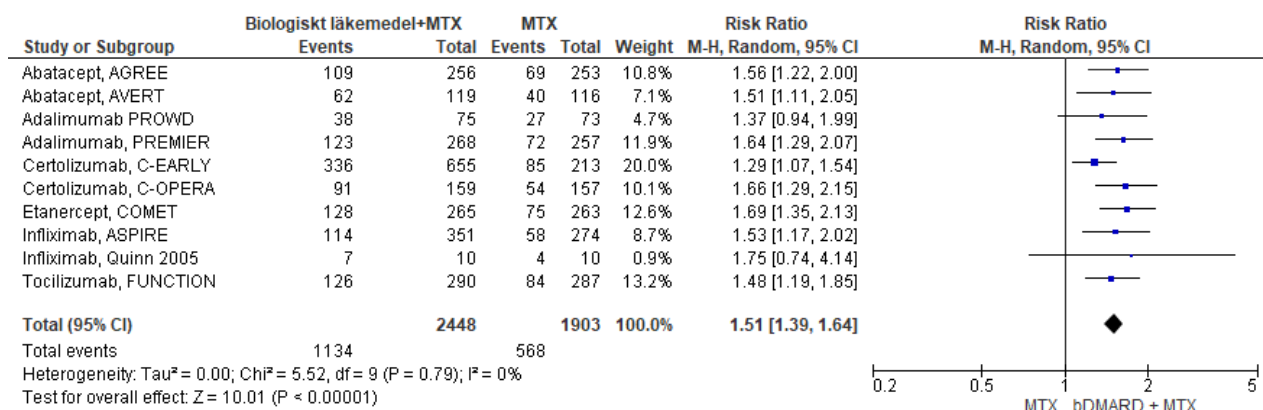 Biologiskt läkemedel+MTX MTX Risk Ratio Risk Ratio
Study or Subgroup Events Total Events Total Weight M-H, Random, 95% CI M-H, Random, 95% CI
Abatacept, AGREE 109 256 69 253 10.8% 1.56 [1.22, 2.00]
Abatacept, AVERT 62 119 40 116 7.1% 1.51 [1.11, 2.05]
Adalimumab PROWD 38 75 27 73 4.7% 1.37 [0.94, 1.99]
Adalimumab, PREMIER 123 268 72 257 11.9% 1.64 [1.29, 2.07]
Certolizumab, C-EARLY 336 655 85 213 20.0% 1.29 [1.07, 1.54]
Certolizumab, C-OPERA 91 159 54 157 10.1% 1.66 [1.29, 2.15]
Etanercept, COMET 128 265 75 263 12.6% 1.69 [1.35, 2.13]
Infliximab, ASPIRE 114 351 58 274 8.7% 1.53 [1.17, 2.02]
Infliximab, Quinn 2005 7 10 4 10 0.9% 1.75 [0.74, 4.14]
Tocilizumab, FUNCTION 126 290 84 287 13.2% 1.48 [1.19, 1.85]
Total (95% CI) 2448 1903 100.0% 1.51 [1.39, 1.64]
Total events 1134 568
Heterogeneity: Tau² = 0.00; Chi² = 5.52, df = 9 (P = 0.79); I² = 0%
Test for overall effect: Z = 10.01 (P < 0.00001)
0.2 0.5 1 2 5
MTX bDMARD + MTX